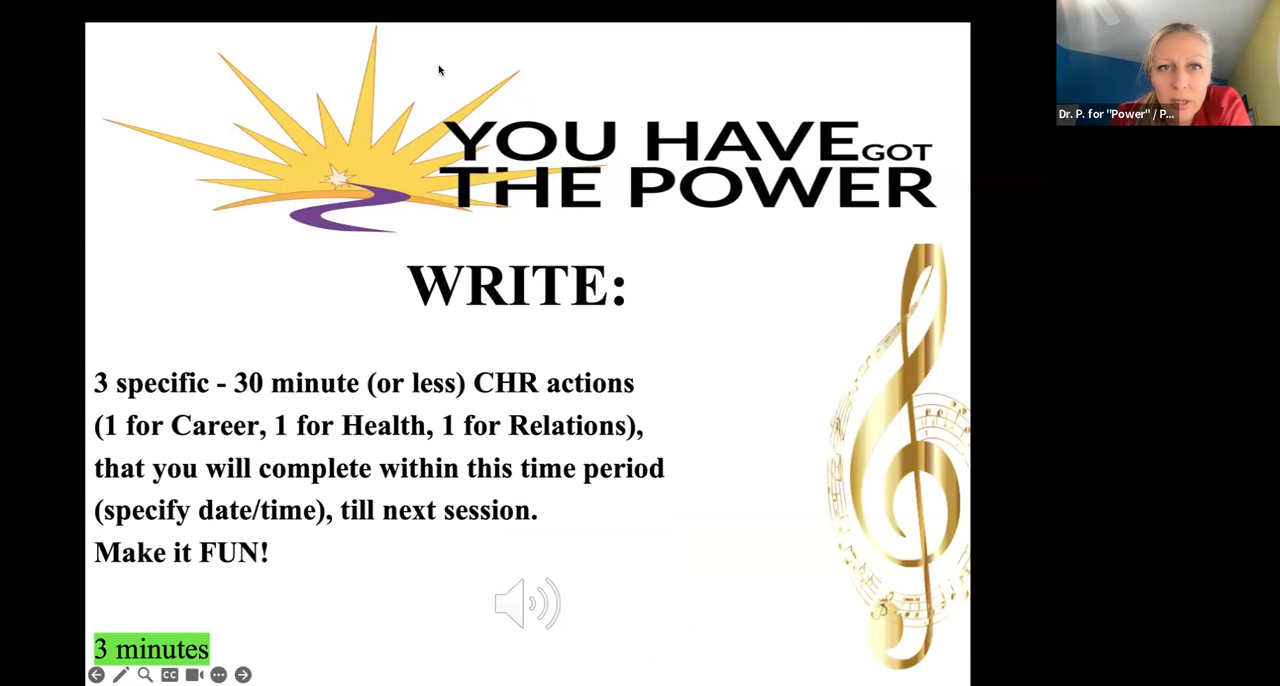 Dr. P. for "Power" / P...
YOU HAVE GOT
THE POWER
WRITE:
3 specific - 30 minute (or less) CHR actions
(1 for Career, 1 for Health, 1 for Relations),
that you will complete within this time period
(specify date/time), till next session.
Make it FUN!
3 minutes
CC